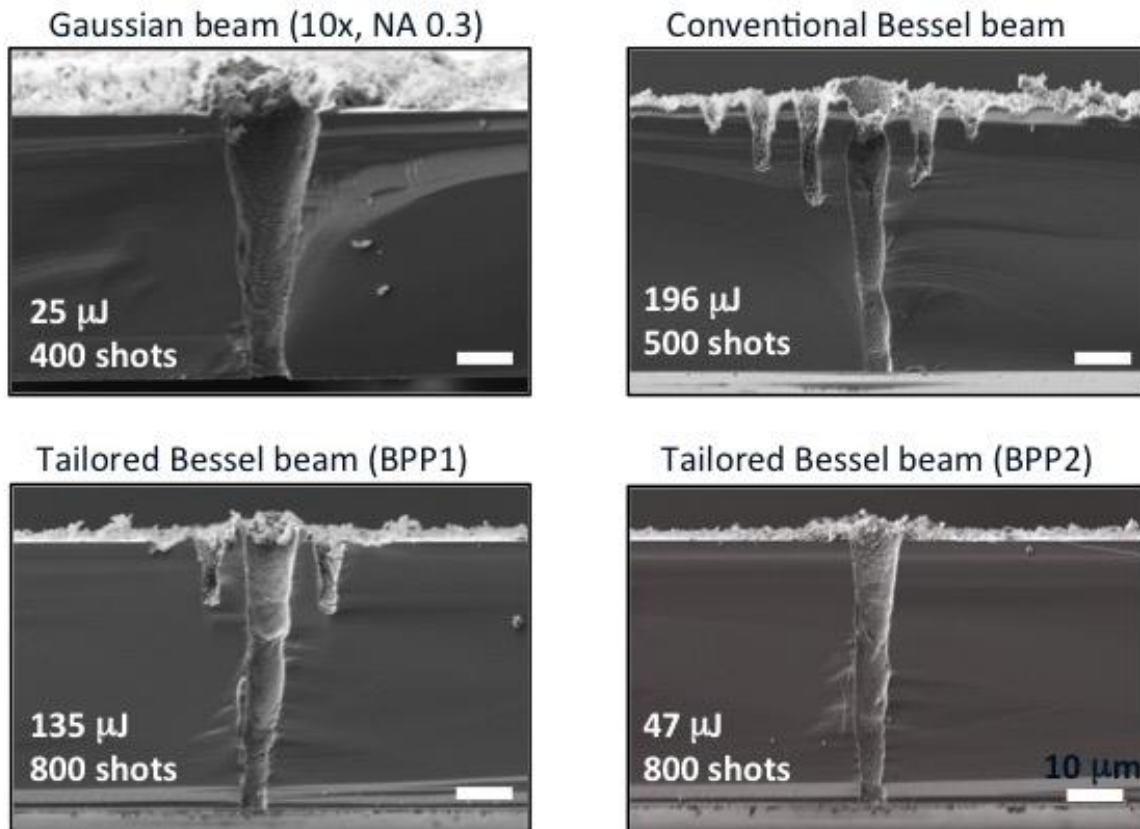 Gaussian beam (10x, NA 0.3)
Conventional Bessel beam
25 μJ
400 shots
196 μJ
500 shots
Tailored Bessel beam (BPP1)
Tailored Bessel beam (BPP2)
135 μJ
800 shots
47 μJ
800 shots
10 μm